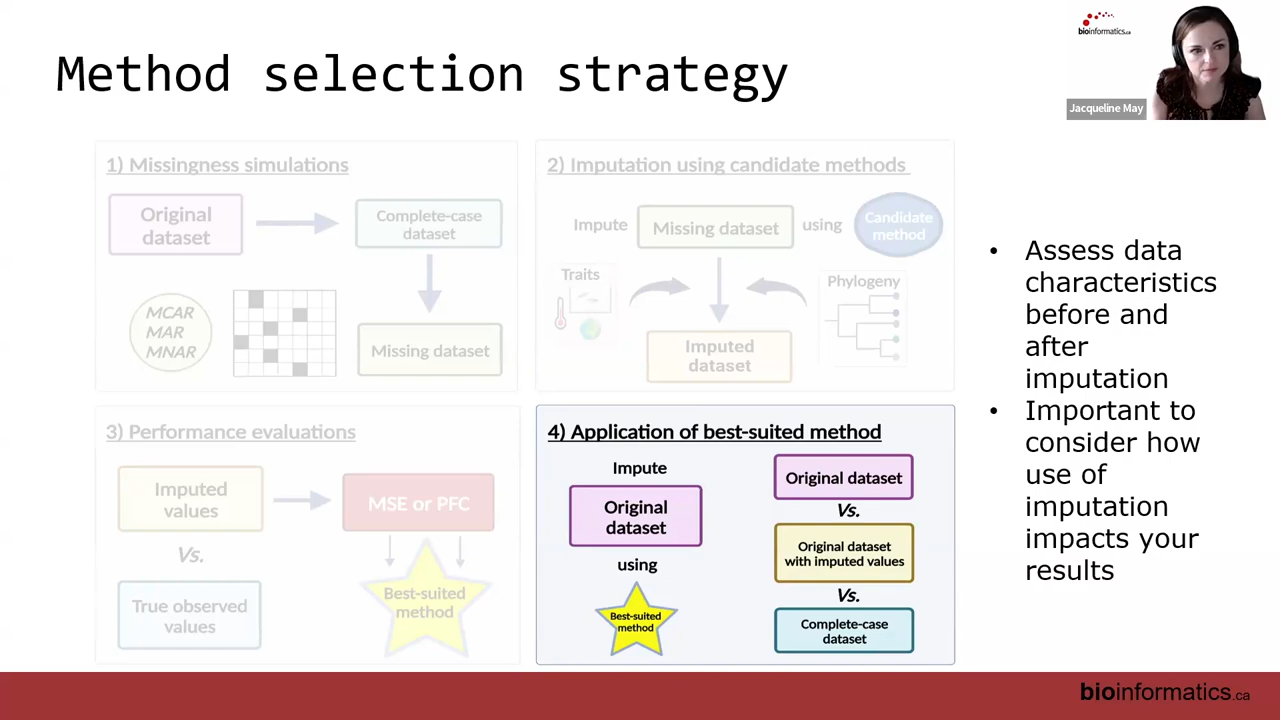 Method selection strategy
bioinformatics.ca
Jacqueline May
1) Missingness simulations
Original
dataset
Complete-case
dataset
MCAR
MAR
MNAR
Missing dataset
2) Imputation using candidate methods
Impute
Missing dataset
using
Candidate
method
Traits
Phylogeny
Imputed
dataset
3) Performance evaluations
Imputed
values
Vs.
True observed
values
MSE or PFC
Best-suited
method
4) Application of best-suited method
Impute
Original
dataset
using
Best-suited
method
Original dataset
Vs.
Original dataset
with imputed values
Vs.
Complete-case
dataset
• Assess data
characteristics
before and
after
imputation
• Important to
consider how
use of
imputation
impacts your
results
bioinformatics.ca